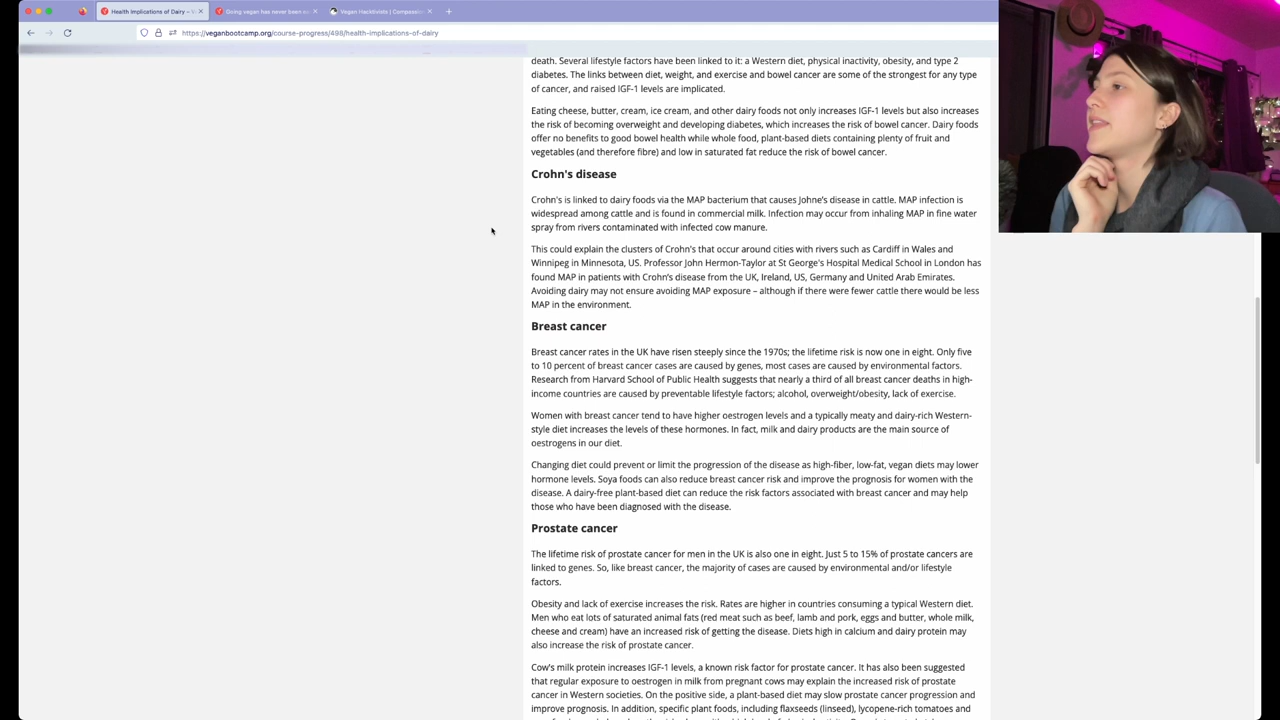 Health Implications of Dairy – V
Going vegan has never been e
Vegan Hacktivists | Compassion
https://veganbootcamp.org/course-progress/498/health-implications-of-dairy
death. Several lifestyle factors have been linked to it: a Western diet, physical inactivity, obesity, and type 2
diabetes. The links between diet, weight, and exercise and bowel cancer are some of the strongest for any type
of cancer, and raised IGF-1 levels are implicated.
Eating cheese, butter, cream, ice cream, and other dairy foods not only increases IGF-1 levels but also increases
the risk of becoming overweight and developing diabetes, which increases the risk of bowel cancer. Dairy foods
offer no benefits to good bowel health while whole food, plant-based diets containing plenty of fruit and
vegetables (and therefore fibre) and low in saturated fat reduce the risk of bowel cancer.
Crohn's disease
Crohn's is linked to dairy foods via the MAP bacterium that causes Johne's disease in cattle. MAP infection is
widespread among cattle and is found in commercial milk. Infection may occur from inhaling MAP in fine water
spray from rivers contaminated with infected cow manure.
This could explain the clusters of Crohn's that occur around cities with rivers such as Cardiff in Wales and
Winnipeg in Minnesota, US. Professor John Hermon-Taylor at St George's Hospital Medical School in London has
found MAP in patients with Crohn's disease from the UK, Ireland, US, Germany and United Arab Emirates.
Avoiding dairy may not ensure avoiding MAP exposure – although if there were fewer cattle there would be less
MAP in the environment.
Breast cancer
Breast cancer rates in the UK have risen steeply since the 1970s; the lifetime risk is now one in eight. Only five
to 10 percent of breast cancer cases are caused by genes, most cases are caused by environmental factors.
Research from Harvard School of Public Health suggests that nearly a third of all breast cancer deaths in high-
income countries are caused by preventable lifestyle factors; alcohol, overweight/obesity, lack of exercise.
Women with breast cancer tend to have higher oestrogen levels and a typically meaty and dairy-rich Western-
style diet increases the levels of these hormones. In fact, milk and dairy products are the main source of
oestrogens in our diet.
Changing diet could prevent or limit the progression of the disease as high-fiber, low-fat, vegan diets may lower
hormone levels. Soya foods can also reduce breast cancer risk and improve the prognosis for women with the
disease. A dairy-free plant-based diet can reduce the risk factors associated with breast cancer and may help
those who have been diagnosed with the disease.
Prostate cancer
The lifetime risk of prostate cancer for men in the UK is also one in eight. Just 5 to 15% of prostate cancers are
linked to genes. So, like breast cancer, the majority of cases are caused by environmental and/or lifestyle
factors.
Obesity and lack of exercise increases the risk. Rates are higher in countries consuming a typical Western diet.
Men who eat lots of saturated animal fats (red meat such as beef, lamb and pork, eggs and butter, whole milk,
cheese and cream) have an increased risk of getting the disease. Diets high in calcium and dairy protein may
also increase the risk of prostate cancer.
Cow's milk protein increases IGF-1 levels, a known risk factor for prostate cancer. It has also been suggested
that regular exposure to oestrogen in milk from pregnant cows may explain the increased risk of prostate
cancer in Western societies. On the positive side, a plant-based diet may slow prostate cancer progression and
improve prognosis. In addition, specific plant foods, including flaxseeds (linseed), lycopene-rich tomatoes and